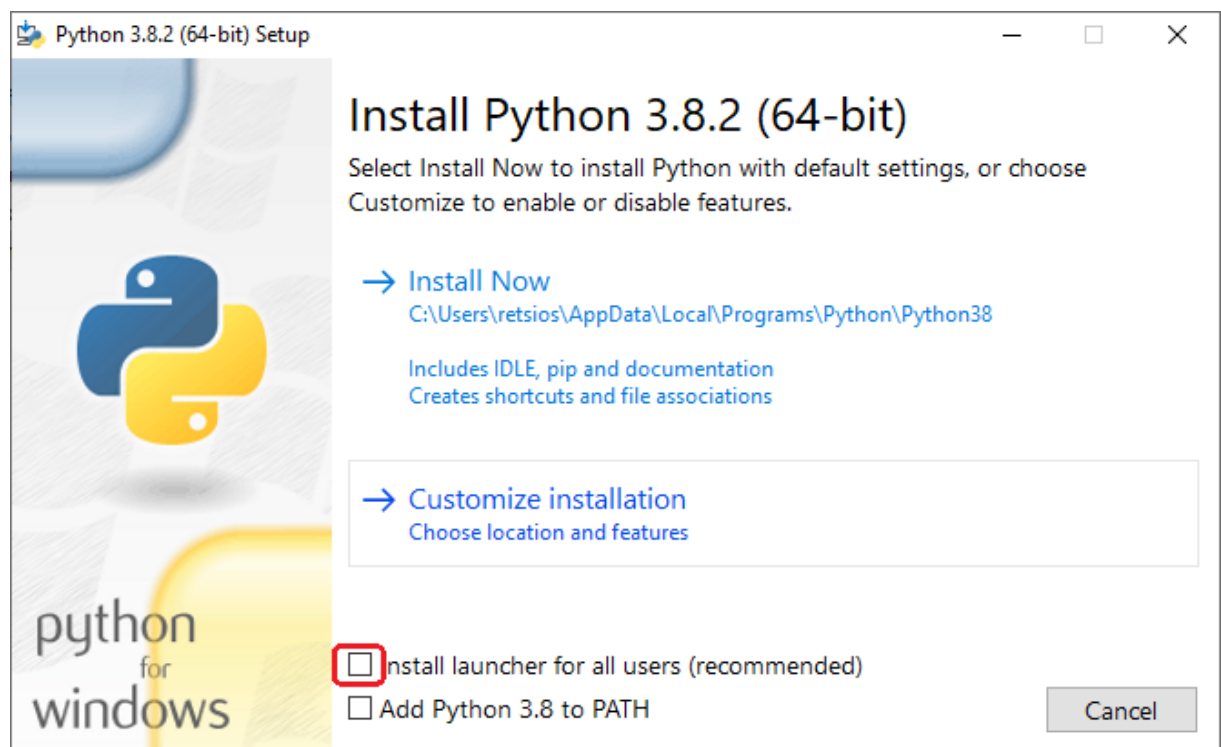 Python 3.8.2 (64-bit) Setup
Install Python 3.8.2 (64-bit)
Select Install Now to install Python with default settings, or choose
Customize to enable or disable features.
Install Now
C:\Users\retsios\AppData\Local\Programs\Python\Python38
Includes IDLE, pip and documentation
Creates shortcuts and file associations
Customize installation
Choose location and features
python
for
windows
Install launcher for all users (recommended)
Add Python 3.8 to PATH
Cancel